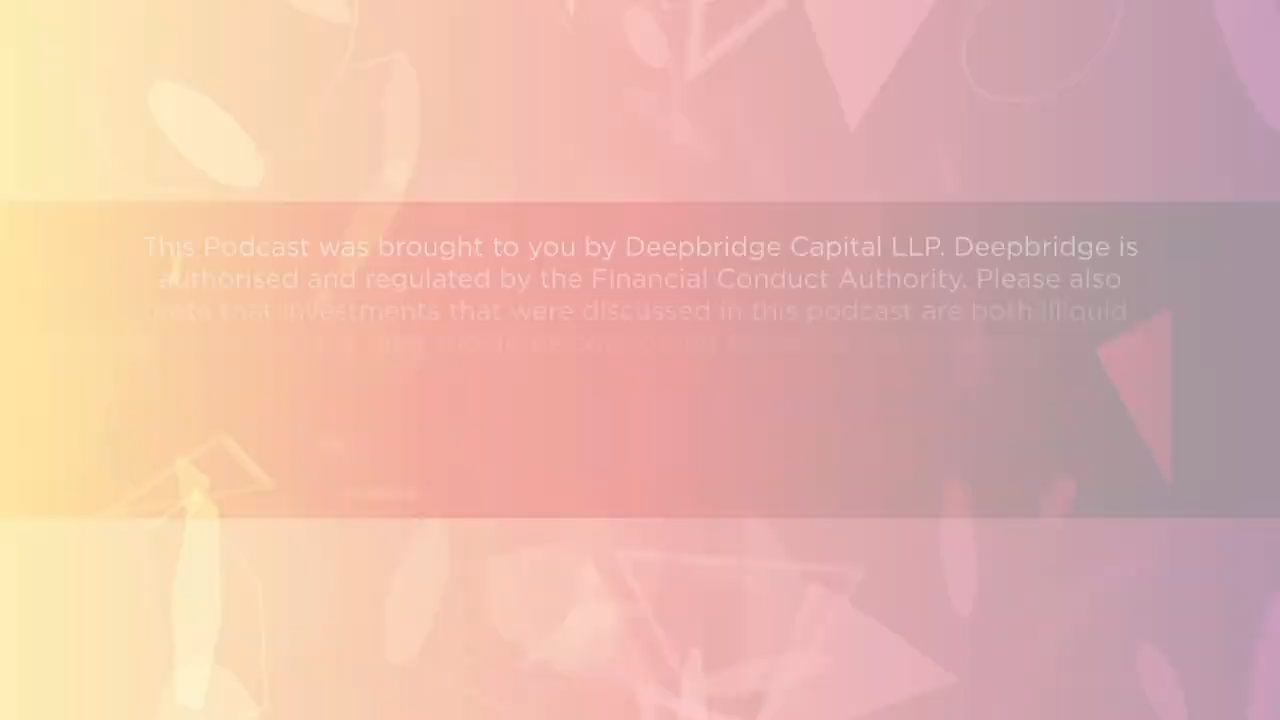 This Podcast was brought to you by Deepbridge Capital LLP. Deepbridge is
authorised and regulated by the Financial Conduct Authority. Please also
note that investments that were discussed in this podcast are both illiquid